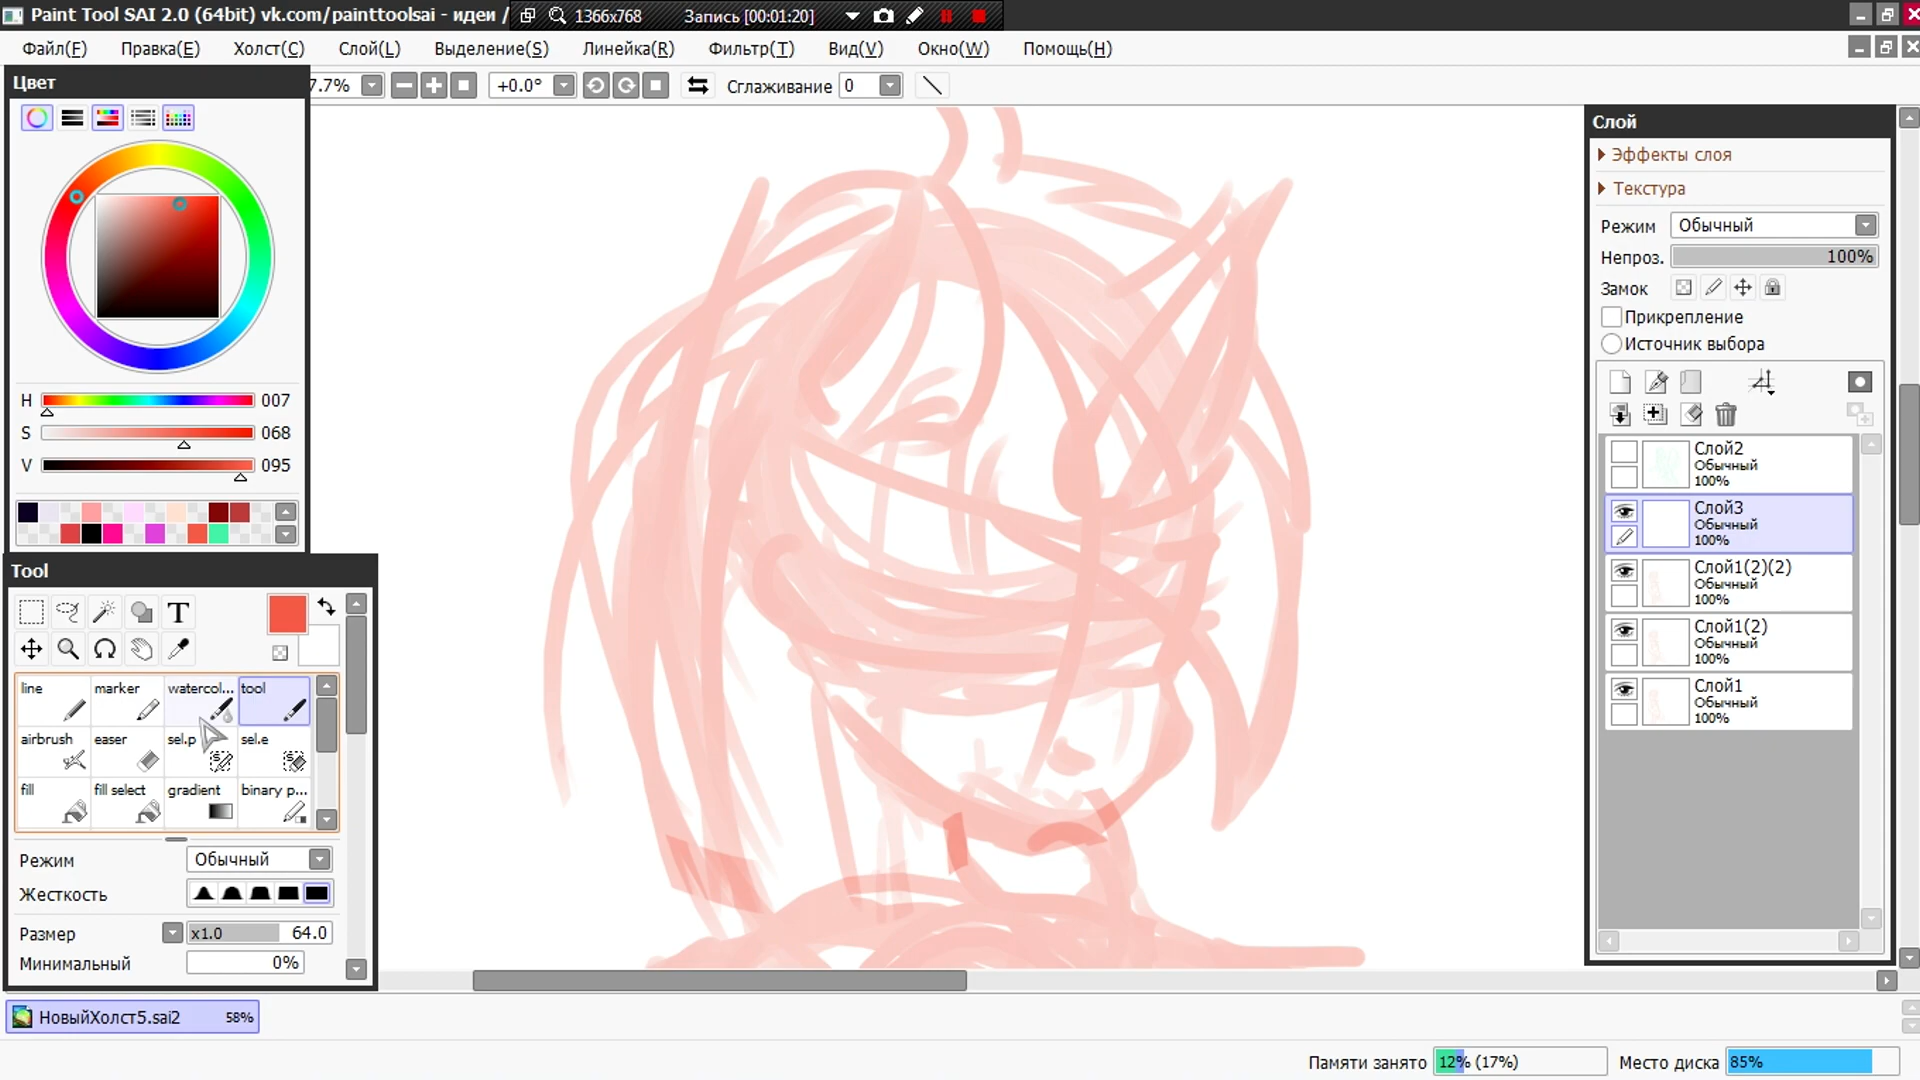 Paint Tool SAI 2.0 (64bit) vk.com/painttoolsai - идеи /
1366x768 Запись [00:01:20]
Файл(F) Правка(E) Холст(C) Слой(L) Выделение(S) Линейка(R) Фильтр(T) Вид(V) Окно(W) Помощь(H)
7.7% +0.0° Сглаживание 0
Цвет
H 007
S 068
V 095
Tool
T
line marker watercol... tool
airbrush easer sel.p sel.e
fill fill select gradient binary p...
Режим Обычный
Жесткость
Размер x1.0 64.0
Минимальный 0%
Слой
Эффекты слоя
Текстура
Режим Обычный
Непроз. 100%
Замок
Прикрепление
Источник выбора
Слой2
Обычный
100%
Слой3
Обычный
100%
Слой1(2)(2)
Обычный
100%
Слой1(2)
Обычный
100%
Слой1
Обычный
100%
НовыйХолст5.sai2 58%
Памяти занято 12% (17%) Место диска 85%